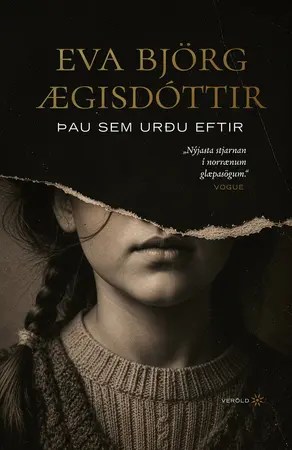 EVA BJÖRG
ÆGISDÓTTIR
ÞAU SEM URÐU EFTIR
„Nýjasta stjarnan
í norrænum
glæpasögum.“
VOGUE
VERÖLD